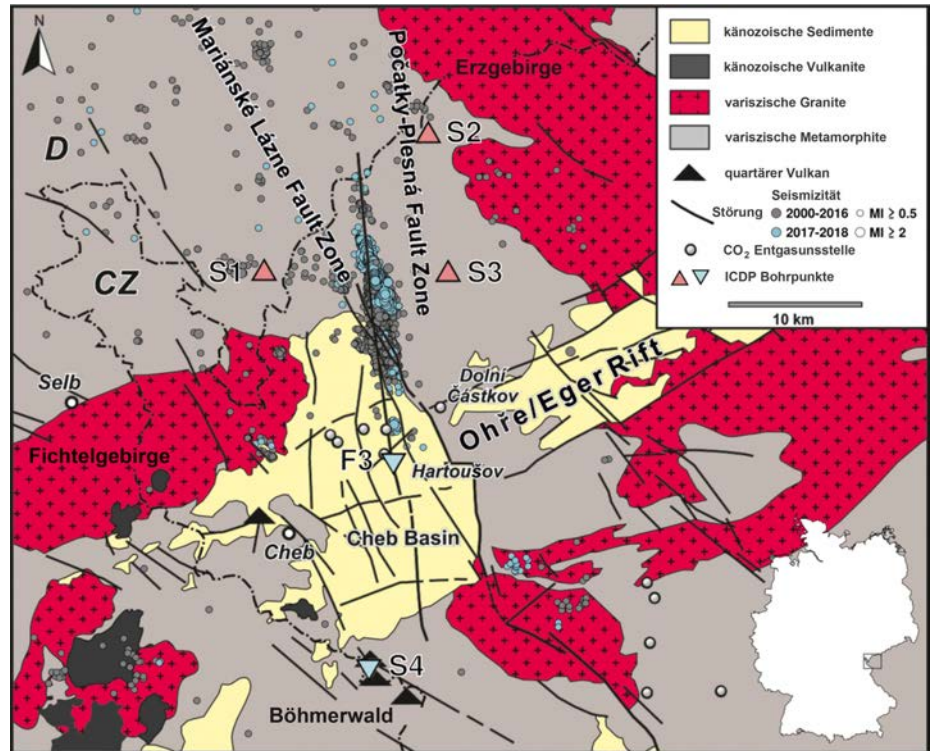 N
Mariánské Lázne Fault Zone
Počatky-Plesná Fault Zone
Erzgebirge
D
S2
CZ
S1
S3
Selb
Dolní
Částkov
Ohře/Eger Rift
Fichtelgebirge
F3
Hartoušov
Cheb
Cheb Basin
S4
Böhmerwald
känozoische Sedimente
känozoische Vulkanite
variszische Granite
variszische Metamorphite
quartärer Vulkan
Seismizität
Störung
2000-2016
Ml ≥ 0.5
2017-2018
Ml ≥ 2
CO₂ Entgasunsstelle
ICDP Bohrpunkte
10 km